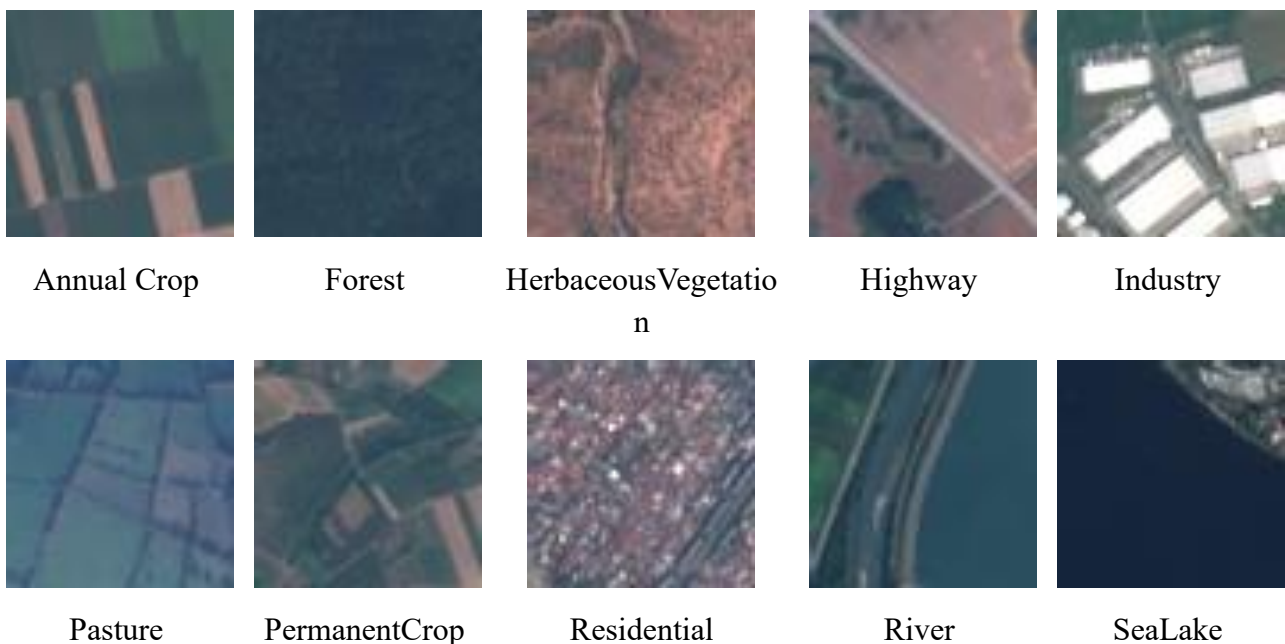 Annual Crop
Forest
HerbaceousVegetatio
n
Highway
Industry
Pasture
PermanentCrop
Residential
River
SeaLake